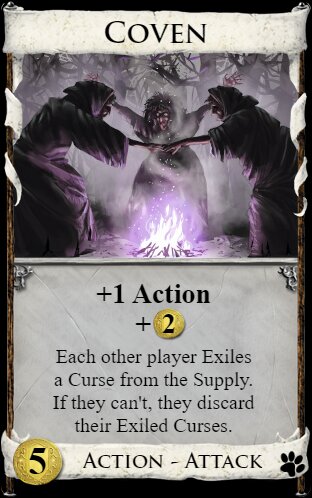 COVEN
+1 Action
+2
Each other player Exiles
a Curse from the Supply.
If they can't, they discard
their Exiled Curses.
5 ACTION - ATTACK